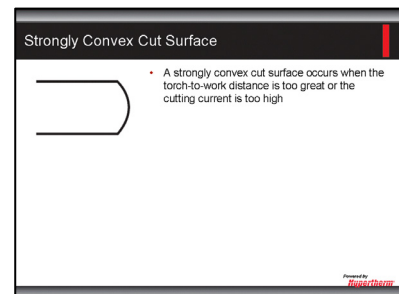 Strongly Convex Cut Surface
• A strongly convex cut surface occurs when the
torch-to-work distance is too great or the
cutting current is too high
Powered by
Hypertherm